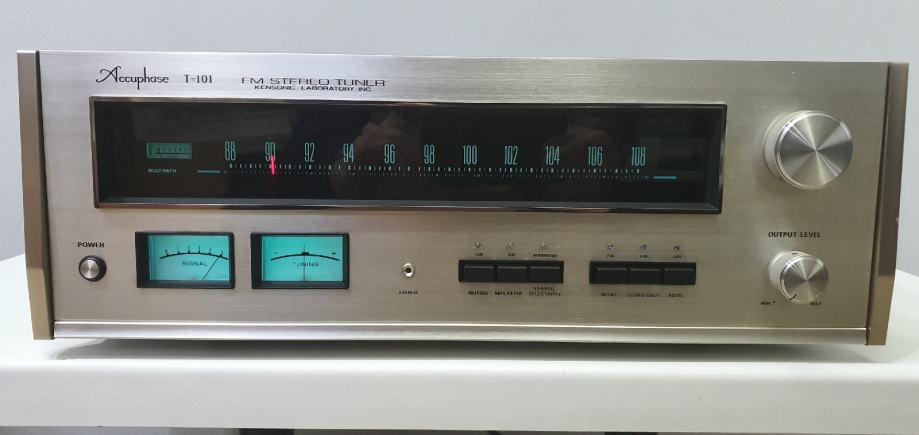 Accuphase T-101 FM STEREO TUNER
KENSONIC LABORATORY INC.
88 90 92 94 96 98 100 102 104 106 108
MULTIPATH
POWER
SIGNAL
TUNING
STEREO
ON ON NARROW
MUTING MPX FILTER NORMAL
SELECTIVITY
ON ON ON
MONO STEREO ONLY AUTO
OUTPUT LEVEL
MIN. MAX.